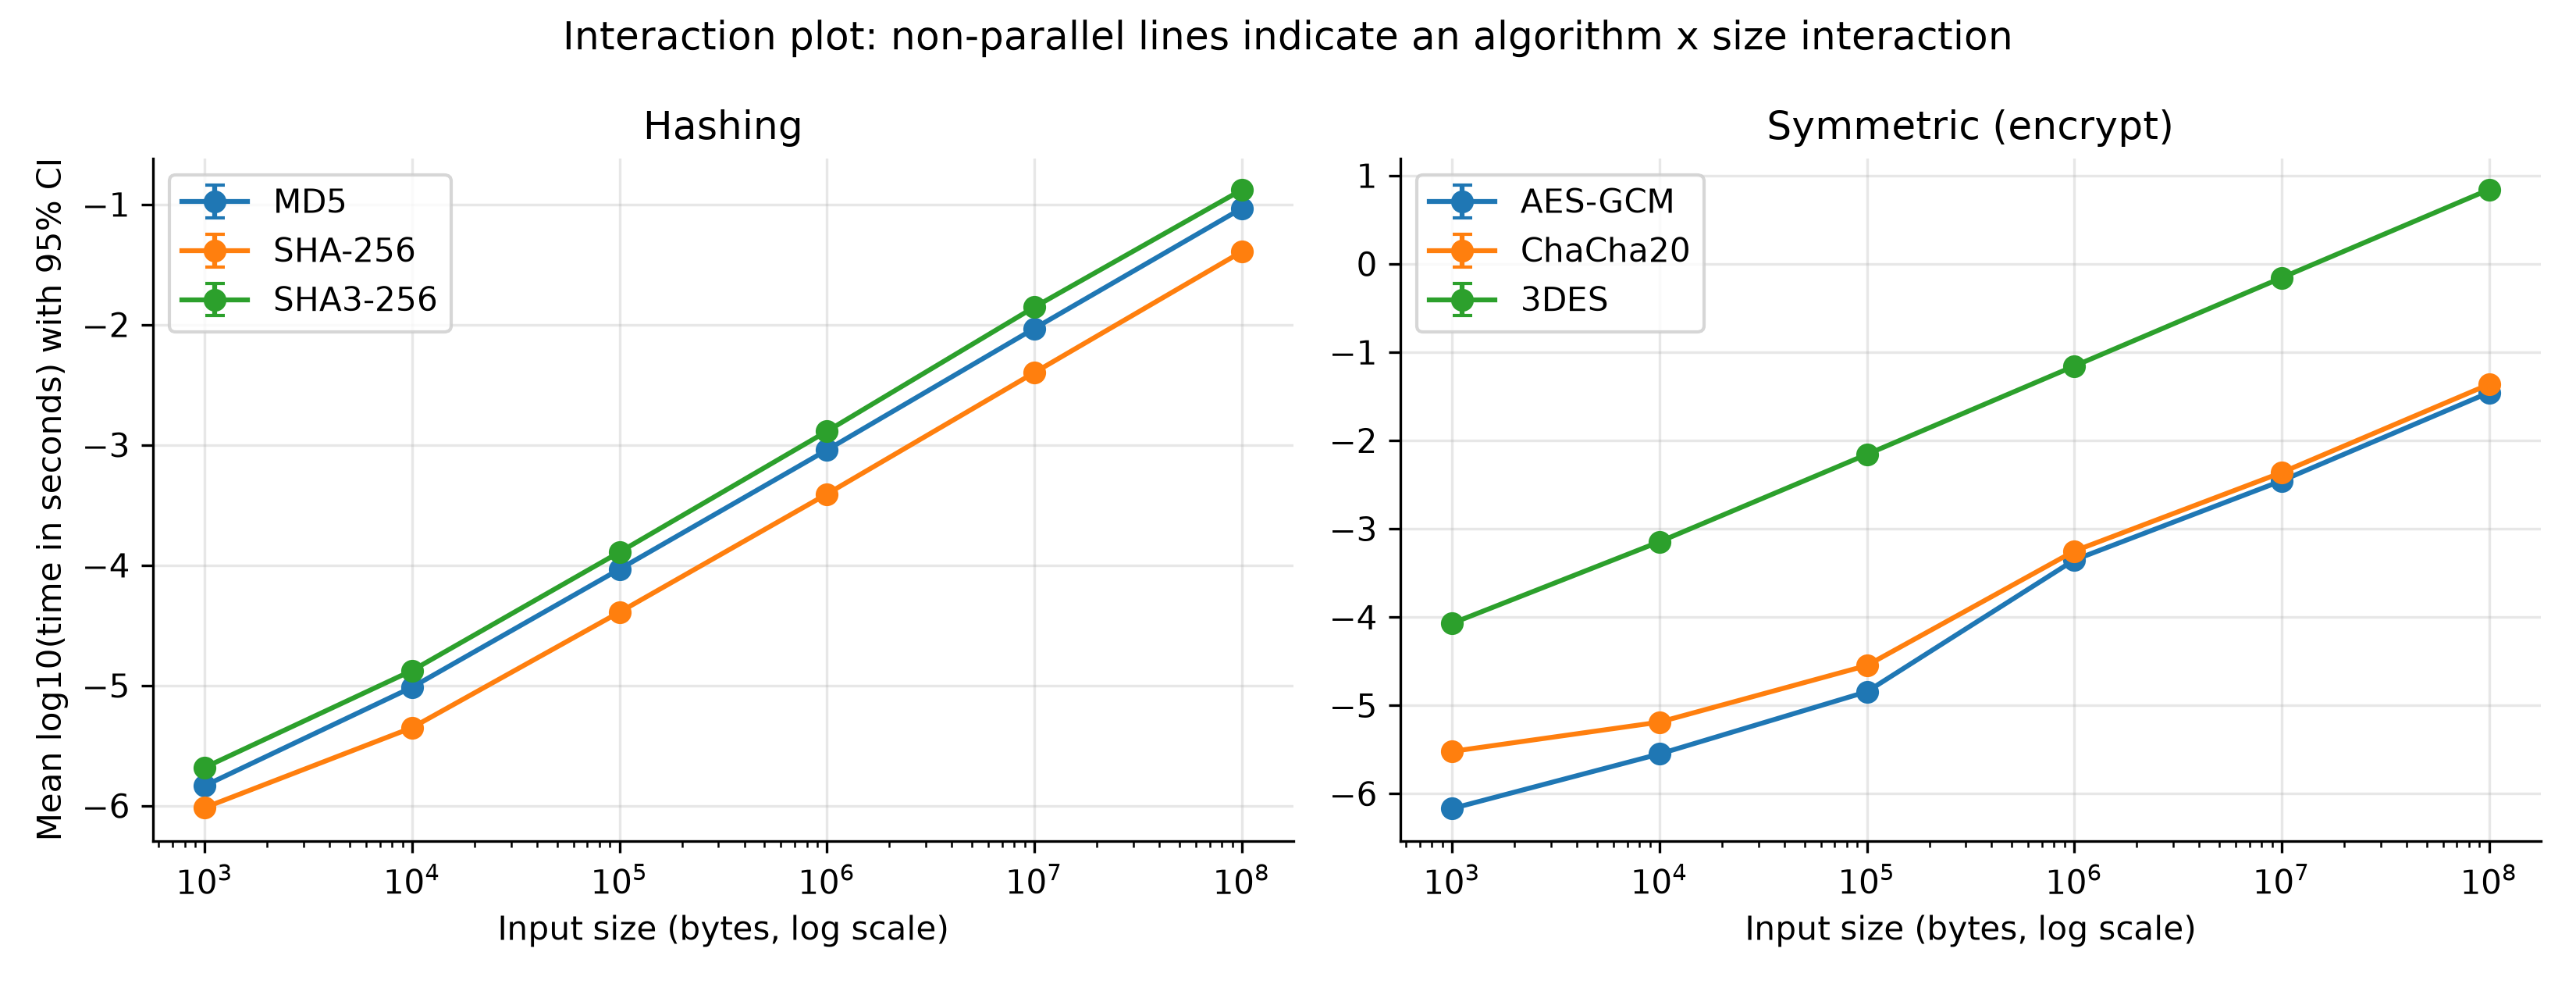 Interaction plot: non-parallel lines indicate an algorithm x size interaction
Hashing
Mean log10(time in seconds) with 95% CI
−1
−2
−3
−4
−5
−6
MD5
SHA-256
SHA3-256
10³
10⁴
10⁵
10⁶
10⁷
10⁸
Input size (bytes, log scale)
Symmetric (encrypt)
1
0
−1
−2
−3
−4
−5
−6
AES-GCM
ChaCha20
3DES
10³
10⁴
10⁵
10⁶
10⁷
10⁸
Input size (bytes, log scale)